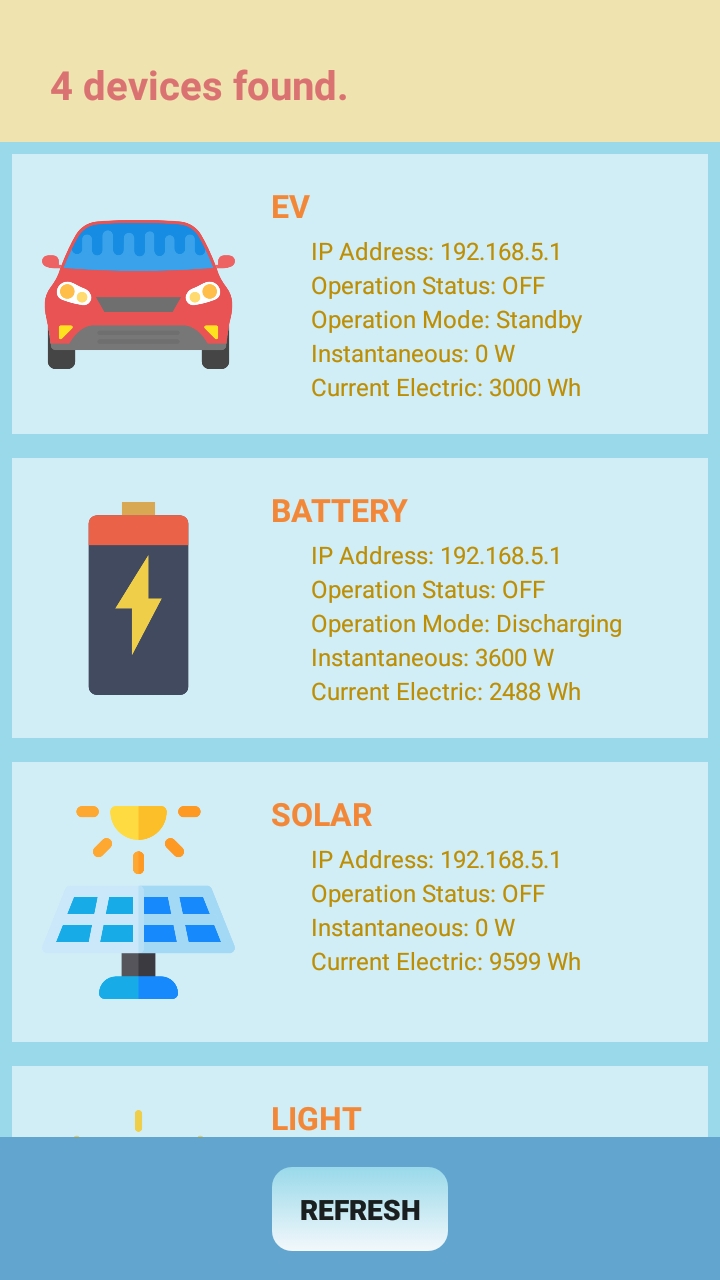 4 devices found.
EV
IP Address: 192.168.5.1
Operation Status: OFF
Operation Mode: Standby
Instantaneous: 0 W
Current Electric: 3000 Wh
BATTERY
IP Address: 192.168.5.1
Operation Status: OFF
Operation Mode: Discharging
Instantaneous: 3600 W
Current Electric: 2488 Wh
SOLAR
IP Address: 192.168.5.1
Operation Status: OFF
Instantaneous: 0 W
Current Electric: 9599 Wh
LIGHT
REFRESH